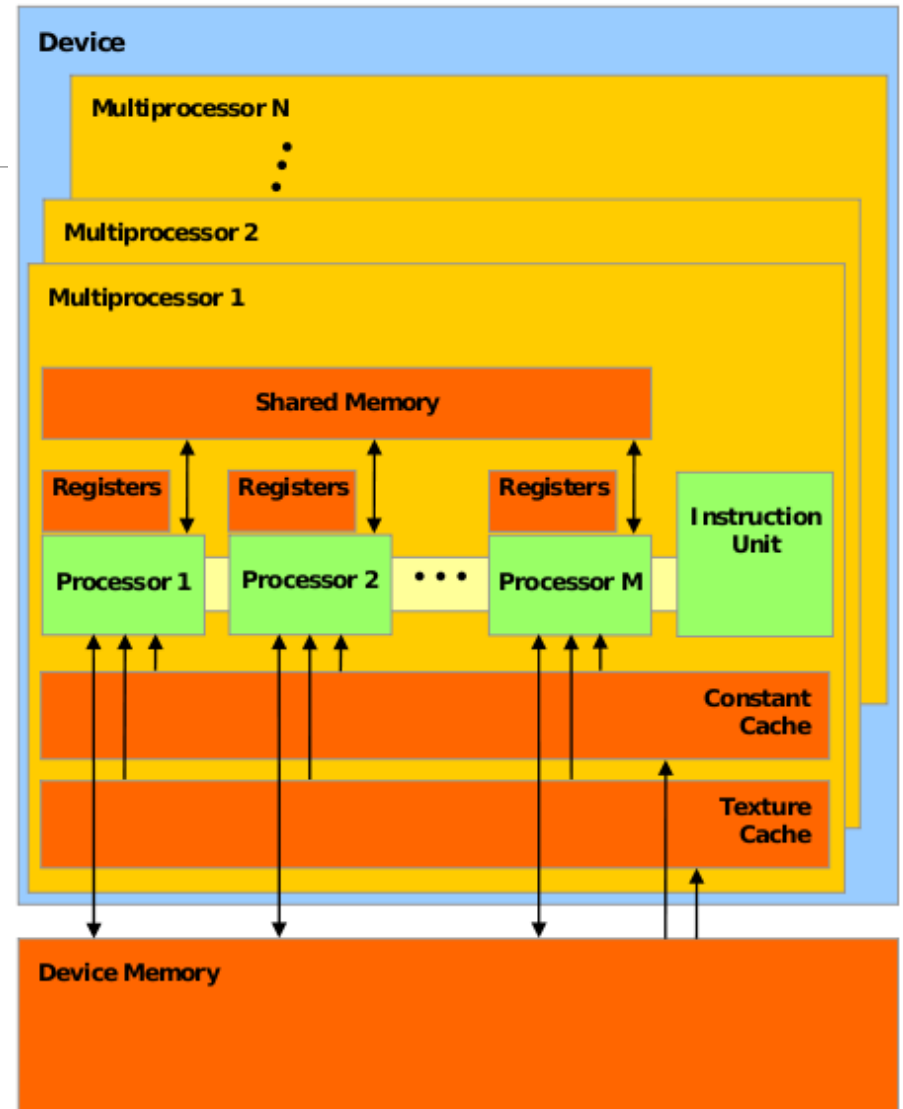 Device
Multiprocessor N
Multiprocessor 2
Multiprocessor 1
Shared Memory
Registers
Registers
Registers
Instruction
Unit
Processor 1
Processor 2
Processor M
Constant
Cache
Texture
Cache
Device Memory